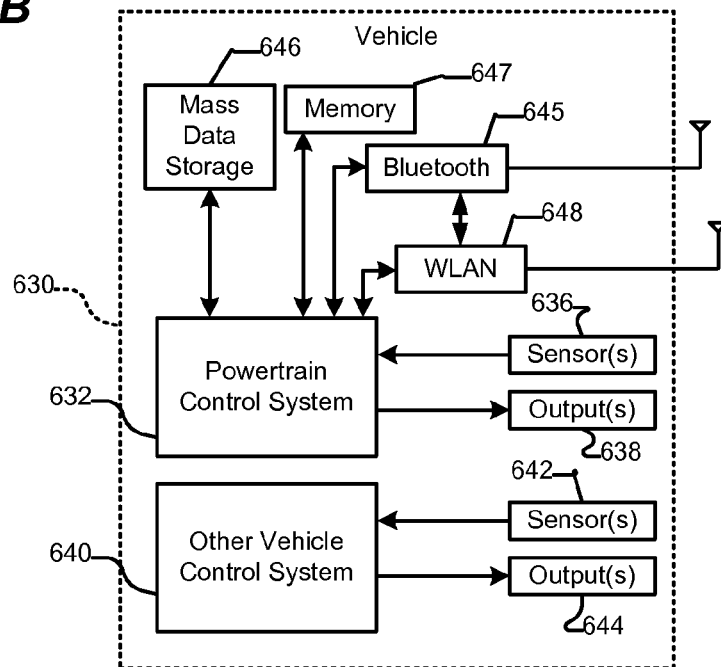 B
Vehicle
646
647
Mass
Data
Storage
Memory
645
Bluetooth
648
WLAN
630
636
Sensor(s)
Powertrain
Control System
632
Output(s)
638
642
Sensor(s)
Other Vehicle
Control System
640
Output(s)
644